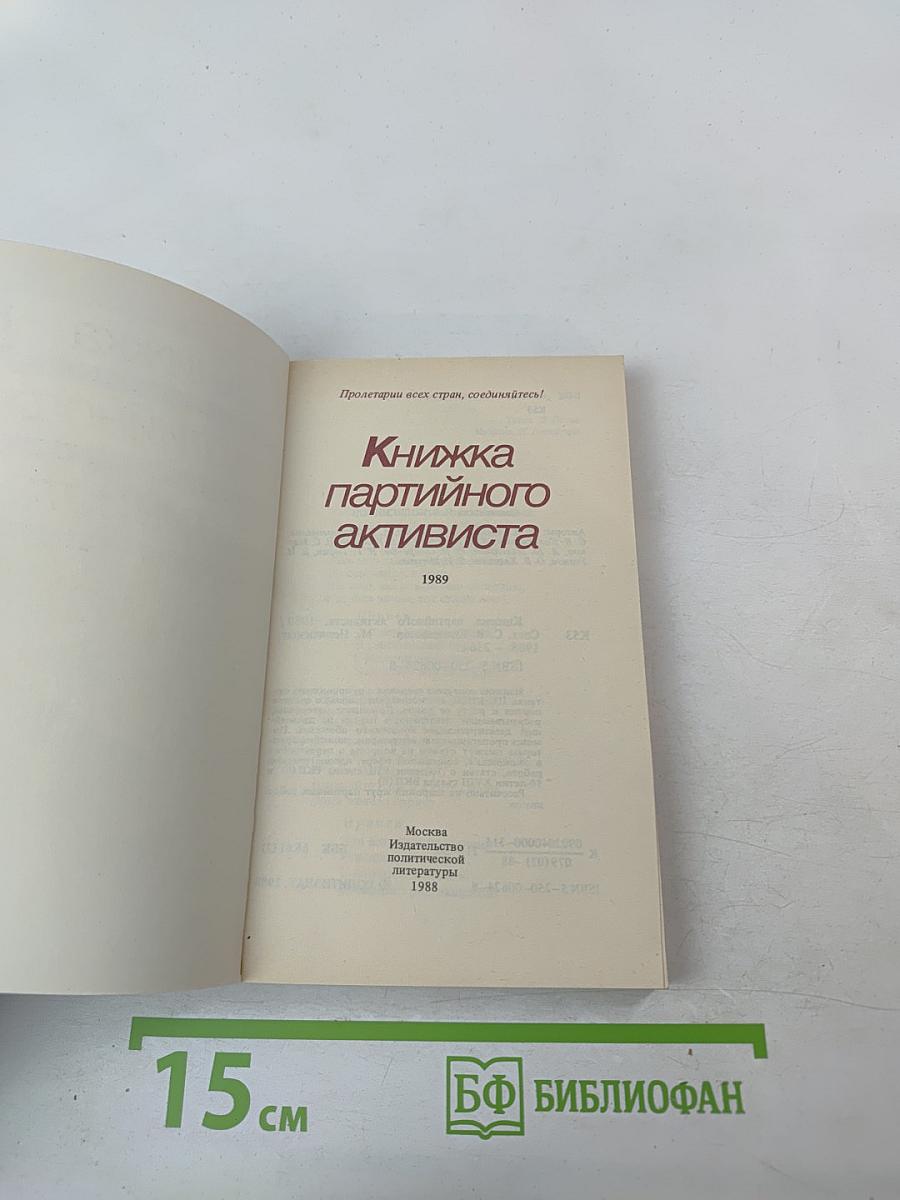 Пролетарии всех стран, соединяйтесь!
Книжка
партийного
активиста
1989
Москва
Издательство
политической
литературы
1988
15 см
БФ БИБЛИОФАН